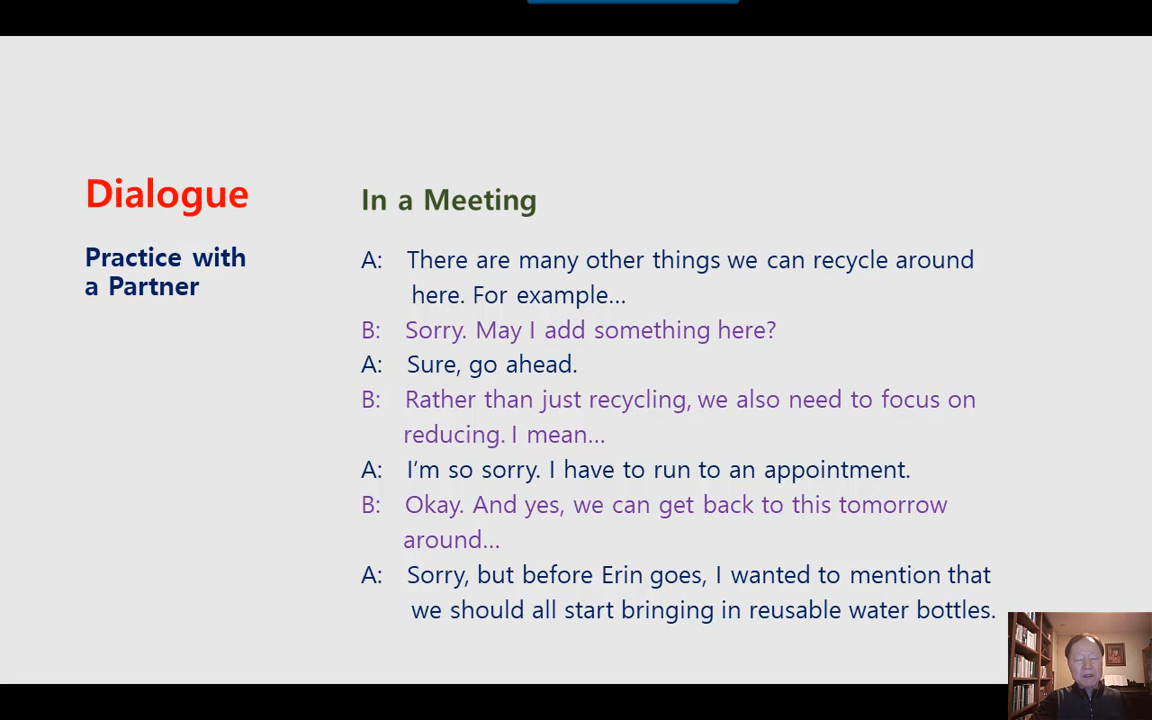 Dialogue
Practice with
a Partner
In a Meeting
A: There are many other things we can recycle around
here. For example...
B: Sorry. May I add something here?
A: Sure, go ahead.
B: Rather than just recycling, we also need to focus on
reducing. I mean...
A: I'm so sorry. I have to run to an appointment.
B: Okay. And yes, we can get back to this tomorrow
around...
A: Sorry, but before Erin goes, I wanted to mention that
we should all start bringing in reusable water bottles.